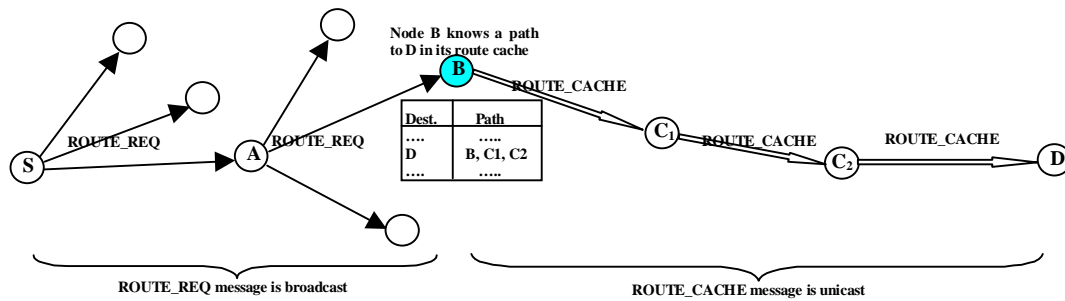 Node B knows a path
to D in its route cache
B
ROUTE_CACHE
Dest. Path
.... .....
D B, C1, C2
.... .....
ROUTE_REQ
ROUTE_REQ
S
A
C1
ROUTE_CACHE
C2
ROUTE_CACHE
D
ROUTE_REQ message is broadcast
ROUTE_CACHE message is unicast